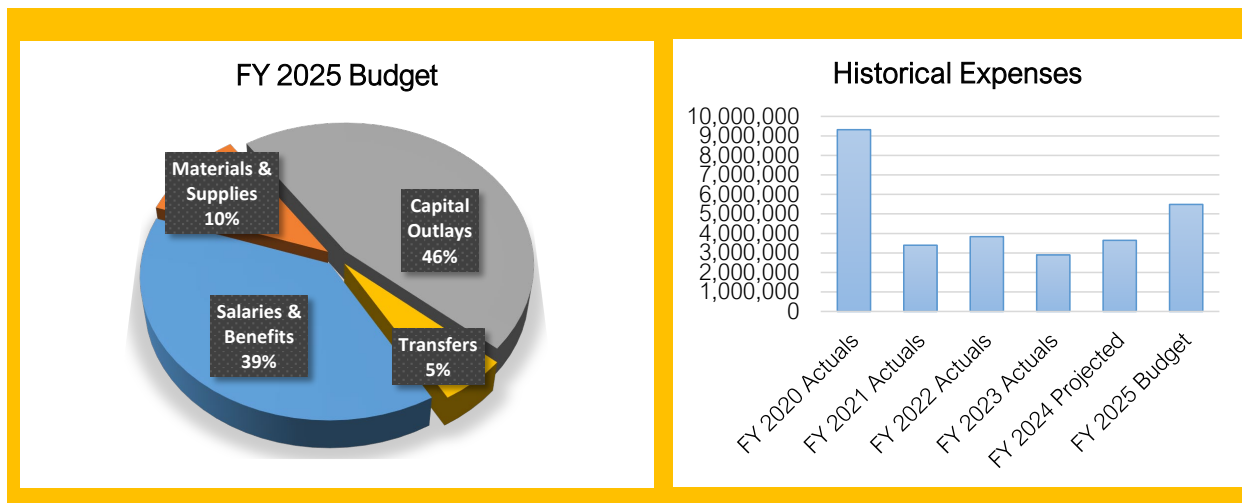 FY 2025 Budget
Materials &
Supplies
10%
Capital
Outlays
46%
Salaries &
Benefits
39%
Transfers
5%
Historical Expenses
10,000,000
9,000,000
8,000,000
7,000,000
6,000,000
5,000,000
4,000,000
3,000,000
2,000,000
1,000,000
0
FY 2020 Actuals
FY 2021 Actuals
FY 2022 Actuals
FY 2023 Actuals
FY 2024 Projected
FY 2025 Budget